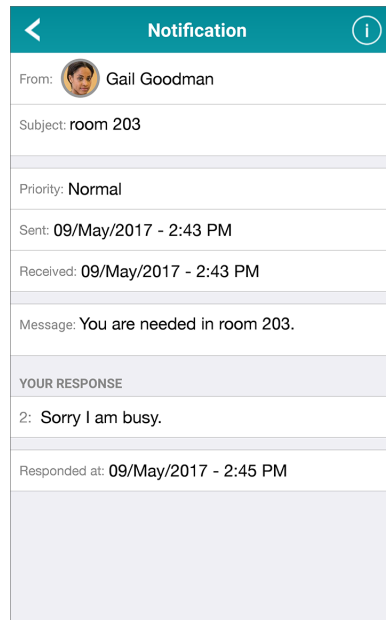 Notification
From: Gail Goodman
Subject: room 203
Priority: Normal
Sent: 09/May/2017 - 2:43 PM
Received: 09/May/2017 - 2:43 PM
Message: You are needed in room 203.
YOUR RESPONSE
2: Sorry I am busy.
Responded at: 09/May/2017 - 2:45 PM